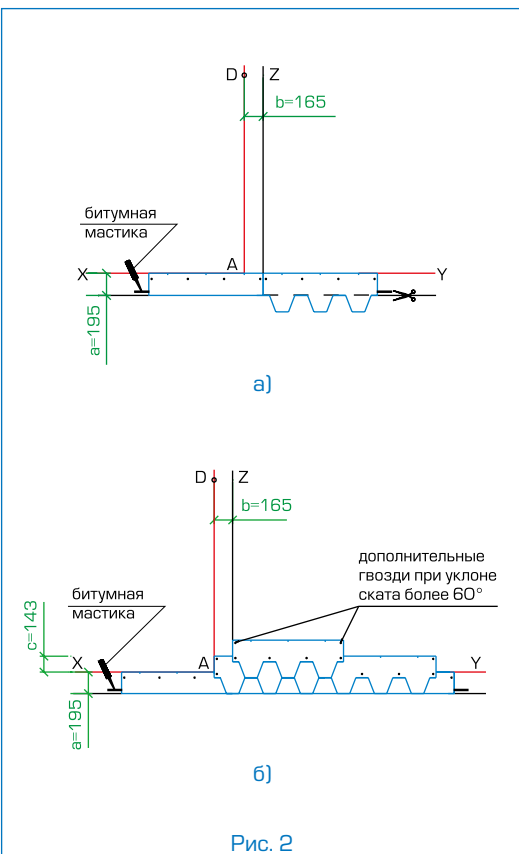 D
Z
b=165
битумная
мастика
X
A
Y
a=195
а)
D
Z
b=165
дополнительные
гвозди при уклоне
ската более 60°
битумная
мастика
c=143
X
A
Y
a=195
б)
Рис. 2